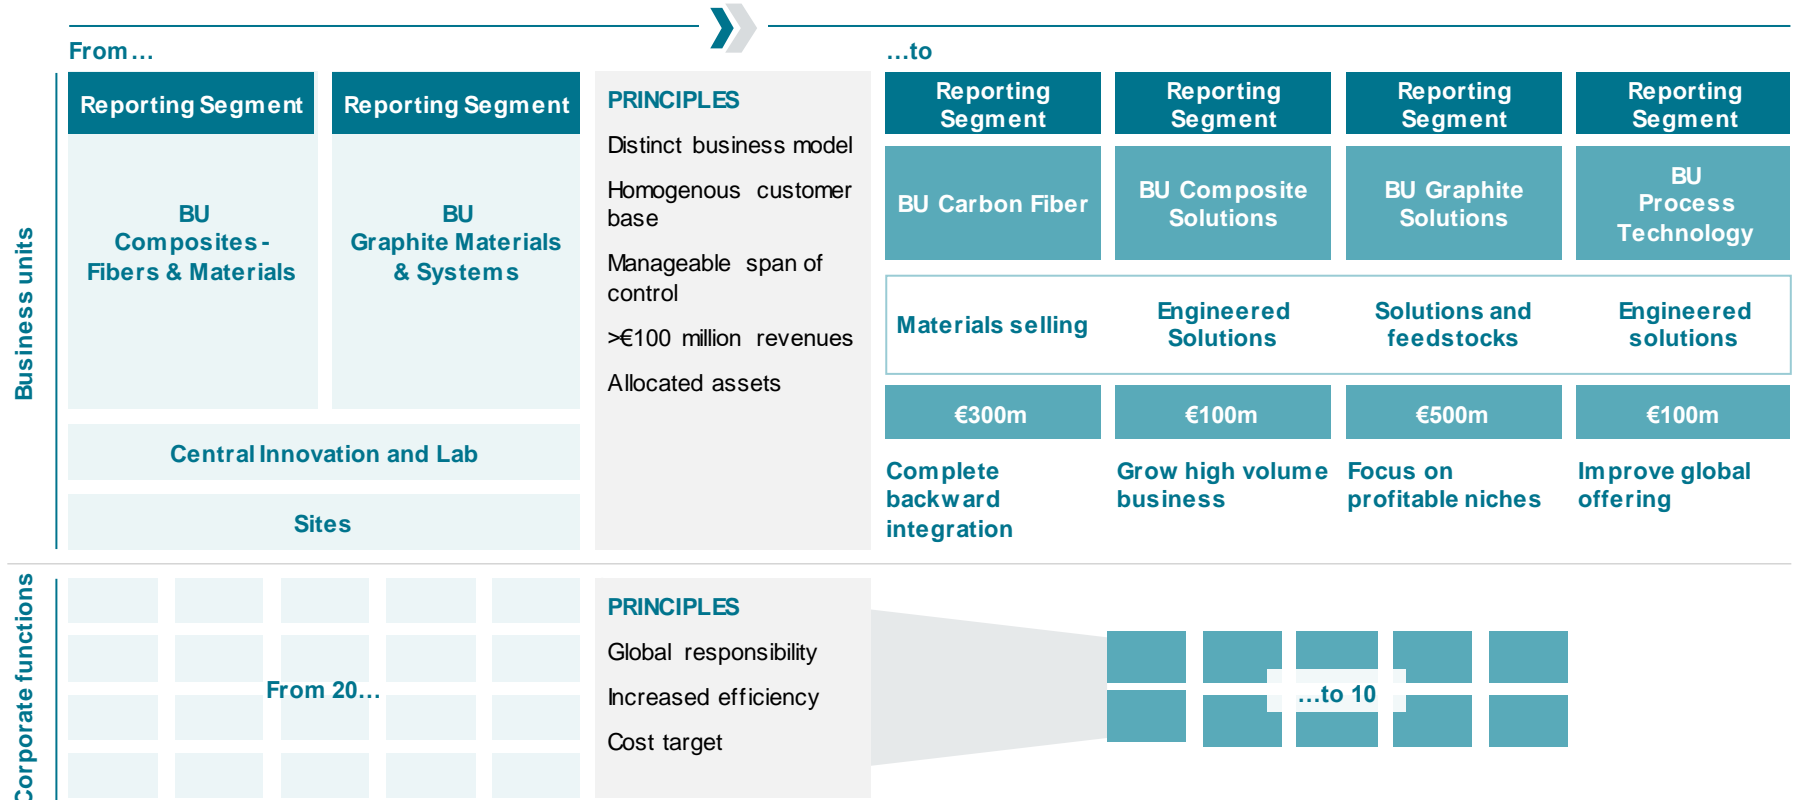 From…
…to
Business units
Reporting Segment
BU
Composites-
Fibers & Materials
Reporting Segment
BU
Graphite Materials
& Systems
Central Innovation and Lab
Sites
PRINCIPLES
Distinct business model
Homogenous customer
base
Manageable span of
control
>€100 million revenues
Allocated assets
Reporting
Segment
Reporting
Segment
Reporting
Segment
Reporting
Segment
BU Carbon Fiber
BU Composite
Solutions
BU Graphite
Solutions
BU
Process
Technology
Materials selling
Engineered
Solutions
Solutions and
feedstocks
Engineered
solutions
€300m
€100m
€500m
€100m
Complete
backward
integration
Grow high volume
business
Focus on
profitable niches
Improve global
offering
Corporate functions
From 20…
PRINCIPLES
Global responsibility
Increased efficiency
Cost target
…to 10